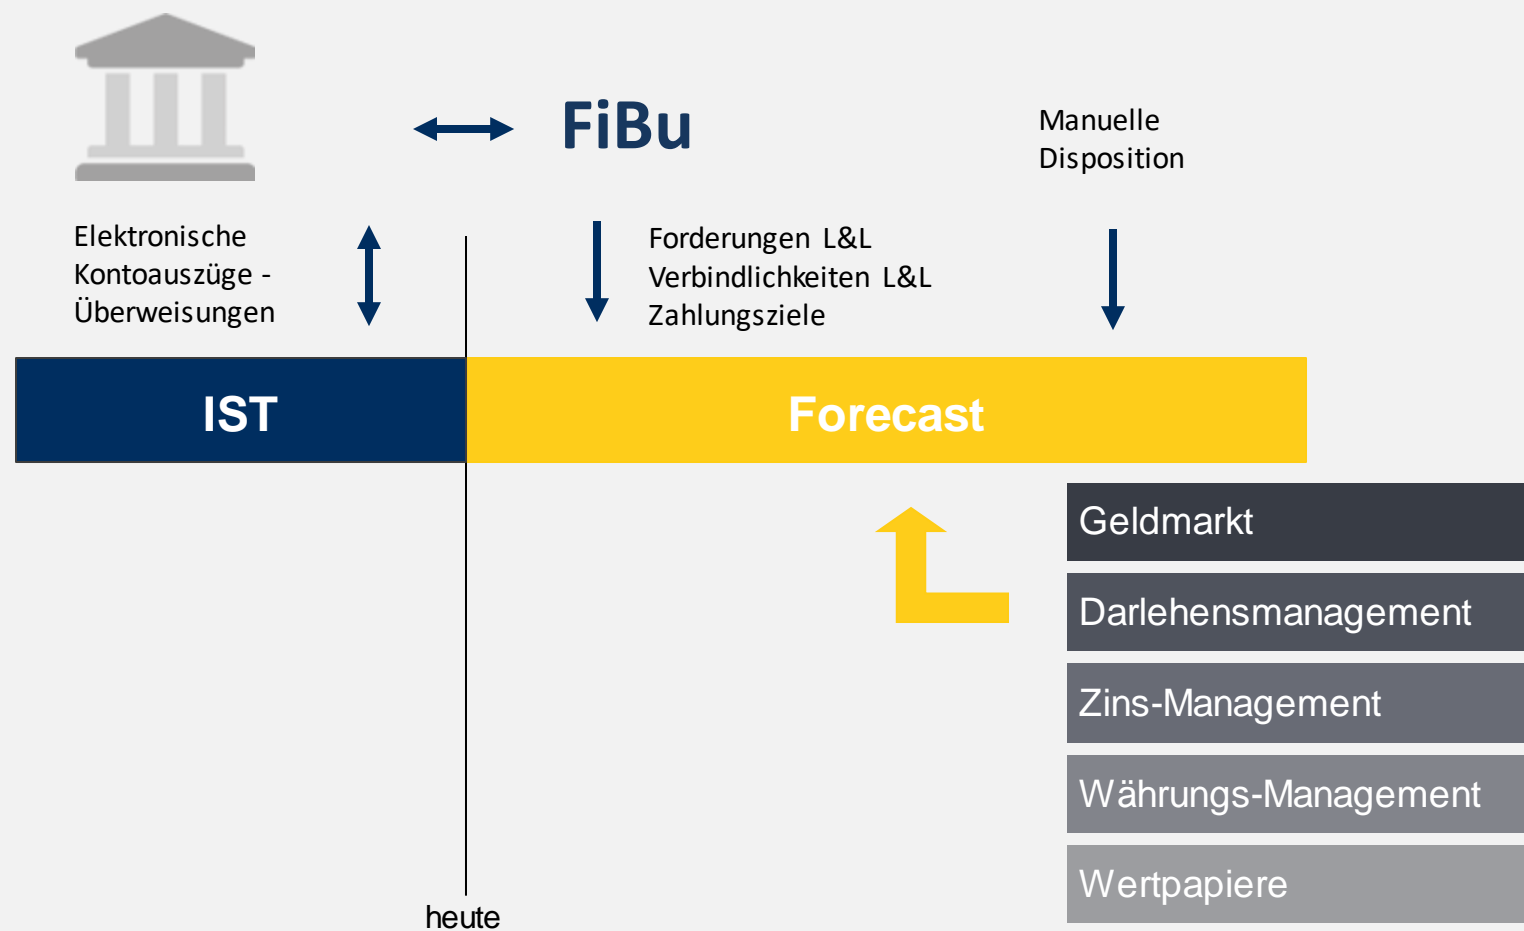 FiBu
Manuelle
Disposition
Elektronische
Kontoauszüge -
Überweisungen
Forderungen L&L
Verbindlichkeiten L&L
Zahlungsziele
IST
Forecast
Geldmarkt
Darlehensmanagement
Zins-Management
Währungs-Management
Wertpapiere
heute